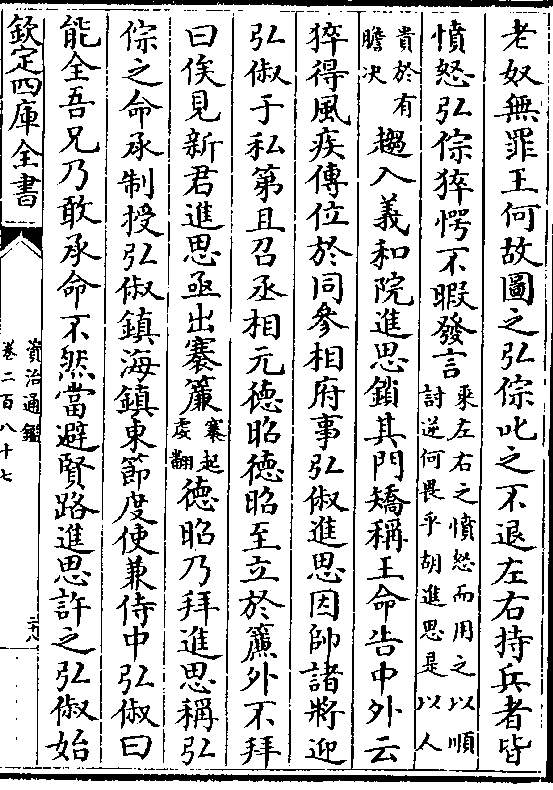 老奴無罪王何故圖之弘倧叱之不退左右持兵者皆
憤怒弘倧猝愕不暇發言
乘左右之憤怒而用之以順
討逆何畏乎胡進思是以人
貴於有
膽决
趨入義和院進思鎖其門矯稱王命告中外云
猝得風疾傳位於同參相府事弘俶進思因帥諸將迎
弘俶于私第且召丞相元德昭德昭至立於簾外不拜
曰俟見新君進思亟出褰簾
褰起
䖍翻
德昭乃拜進思稱弘
倧之命承制授弘俶鎮海鎮東節度使兼侍中弘俶曰
能全吾兄乃敢承命不然當避賢路進思許之弘俶始
欽定四庫全書
資治通鑑
卷二百八十七
二十八